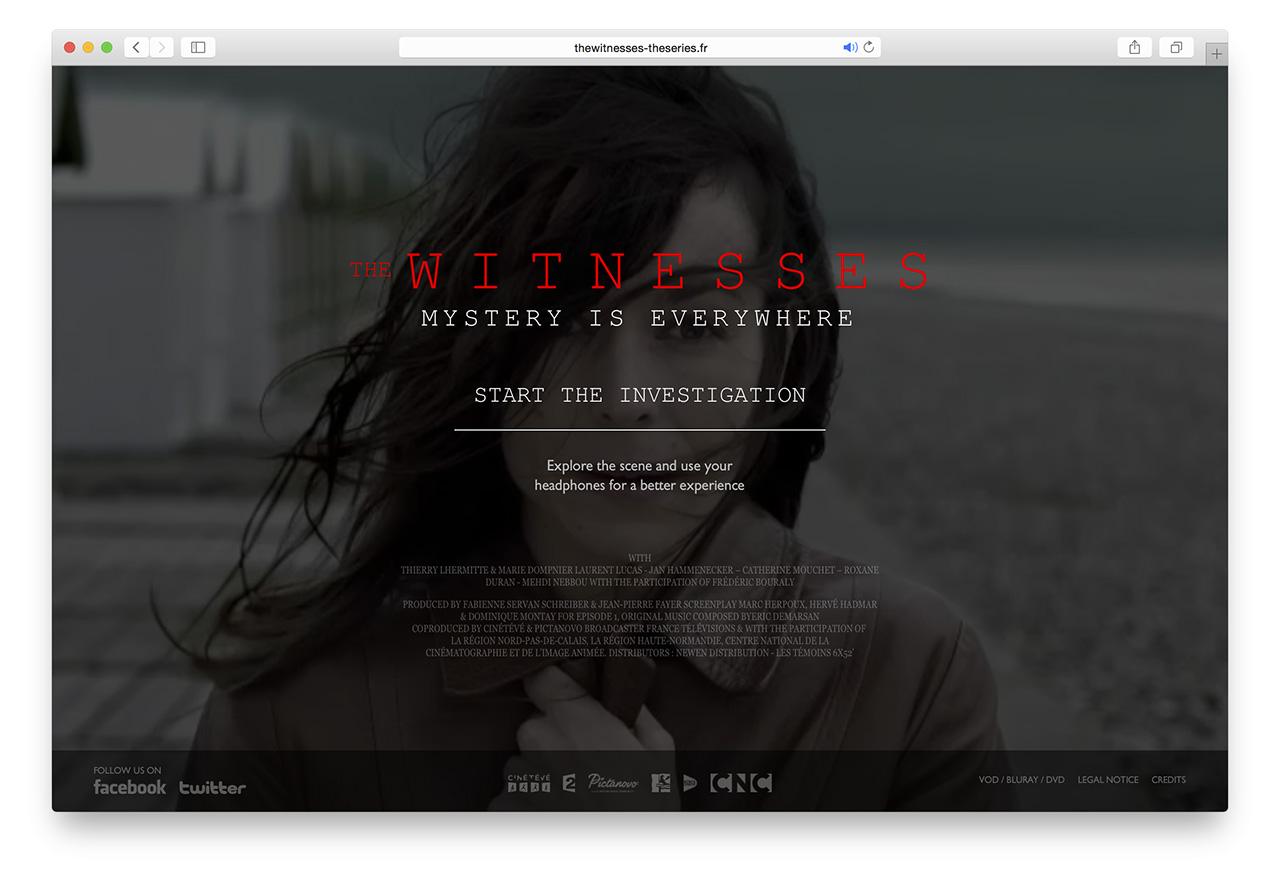 thewitnesses-theseries.fr
THE WITNESSES
MYSTERY IS EVERYWHERE
START THE INVESTIGATION
Explore the scene and use your
headphones for a better experience
WITH
THIERRY LHERMITTE & MARIE DOMPNIER LAURENT LUCAS - JAN HAMMENECKER – CATHERINE MOUCHET – ROXANE
DURAN - MEHDI NEBBOU WITH THE PARTICIPATION OF FRÉDÉRIC BOURALY
PRODUCED BY FABIENNE SERVAN SCHREIBER & JEAN-PIERRE FAYER SCREENPLAY MARC HERPOUX, HERVÉ HADMAR
& DOMINIQUE MONTAY FOR EPISODE 1, ORIGINAL MUSIC COMPOSED BYERIC DEMARSAN
COPRODUCED BY CINÉTÉVÉ & PICTANOVO BROADCASTER FRANCE TÉLÉVISIONS & WITH THE PARTICIPATION OF
LA RÉGION NORD-PAS-DE-CALAIS, LA RÉGION HAUTE-NORMANDIE, CENTRE NATIONAL DE LA
CINÉMATOGRAPHIE ET DE L'IMAGE ANIMÉE. DISTRIBUTORS : NEWEN DISTRIBUTION - LES TÉMOINS 6X52'
FOLLOW US ON
facebook twitter
CINÉTÉVÉ 2 Pictanovo CNC
VOD / BLURAY / DVD LEGAL NOTICE CREDITS